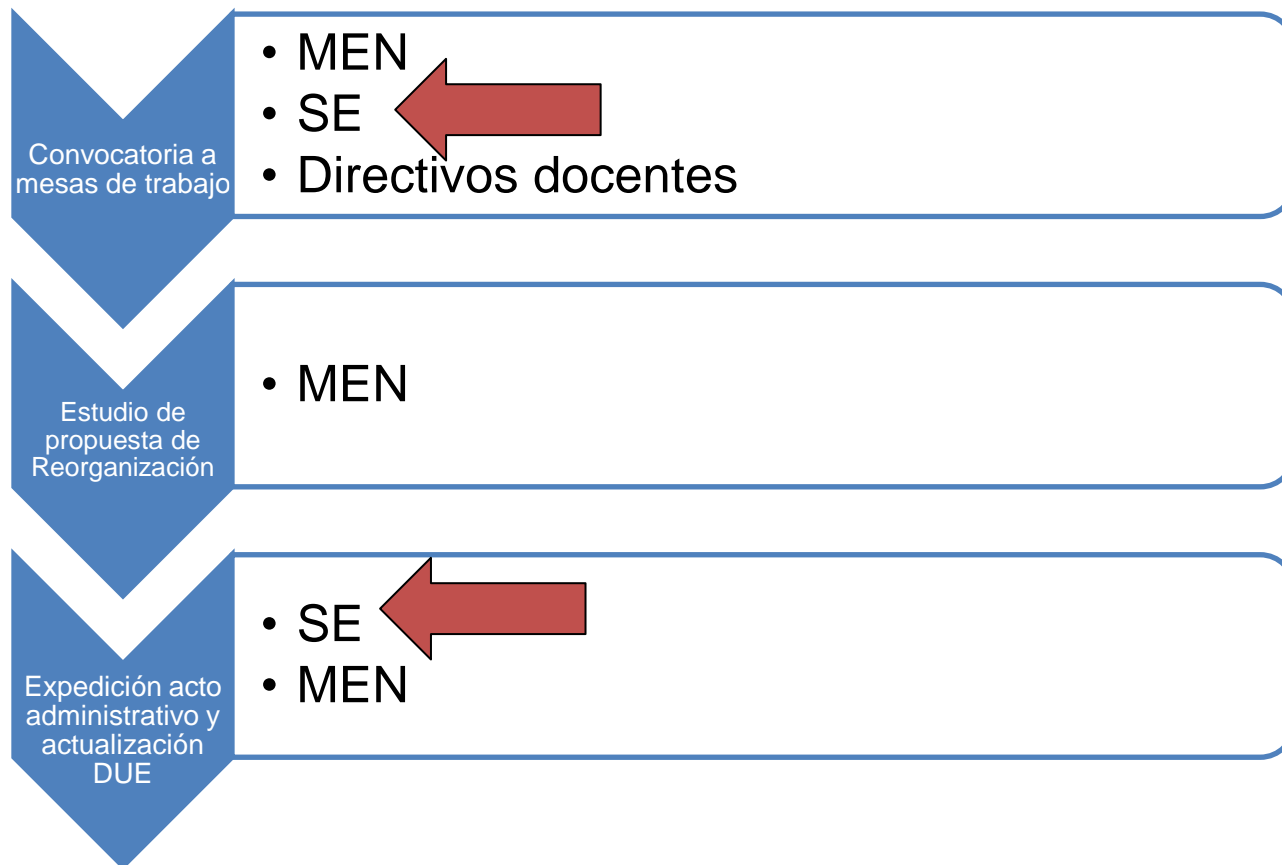 Convocatoria a
mesas de trabajo
• MEN
• SE
• Directivos docentes
Estudio de
propuesta de
Reorganización
• MEN
Expedición acto
administrativo y
actualización
DUE
• SE
• MEN